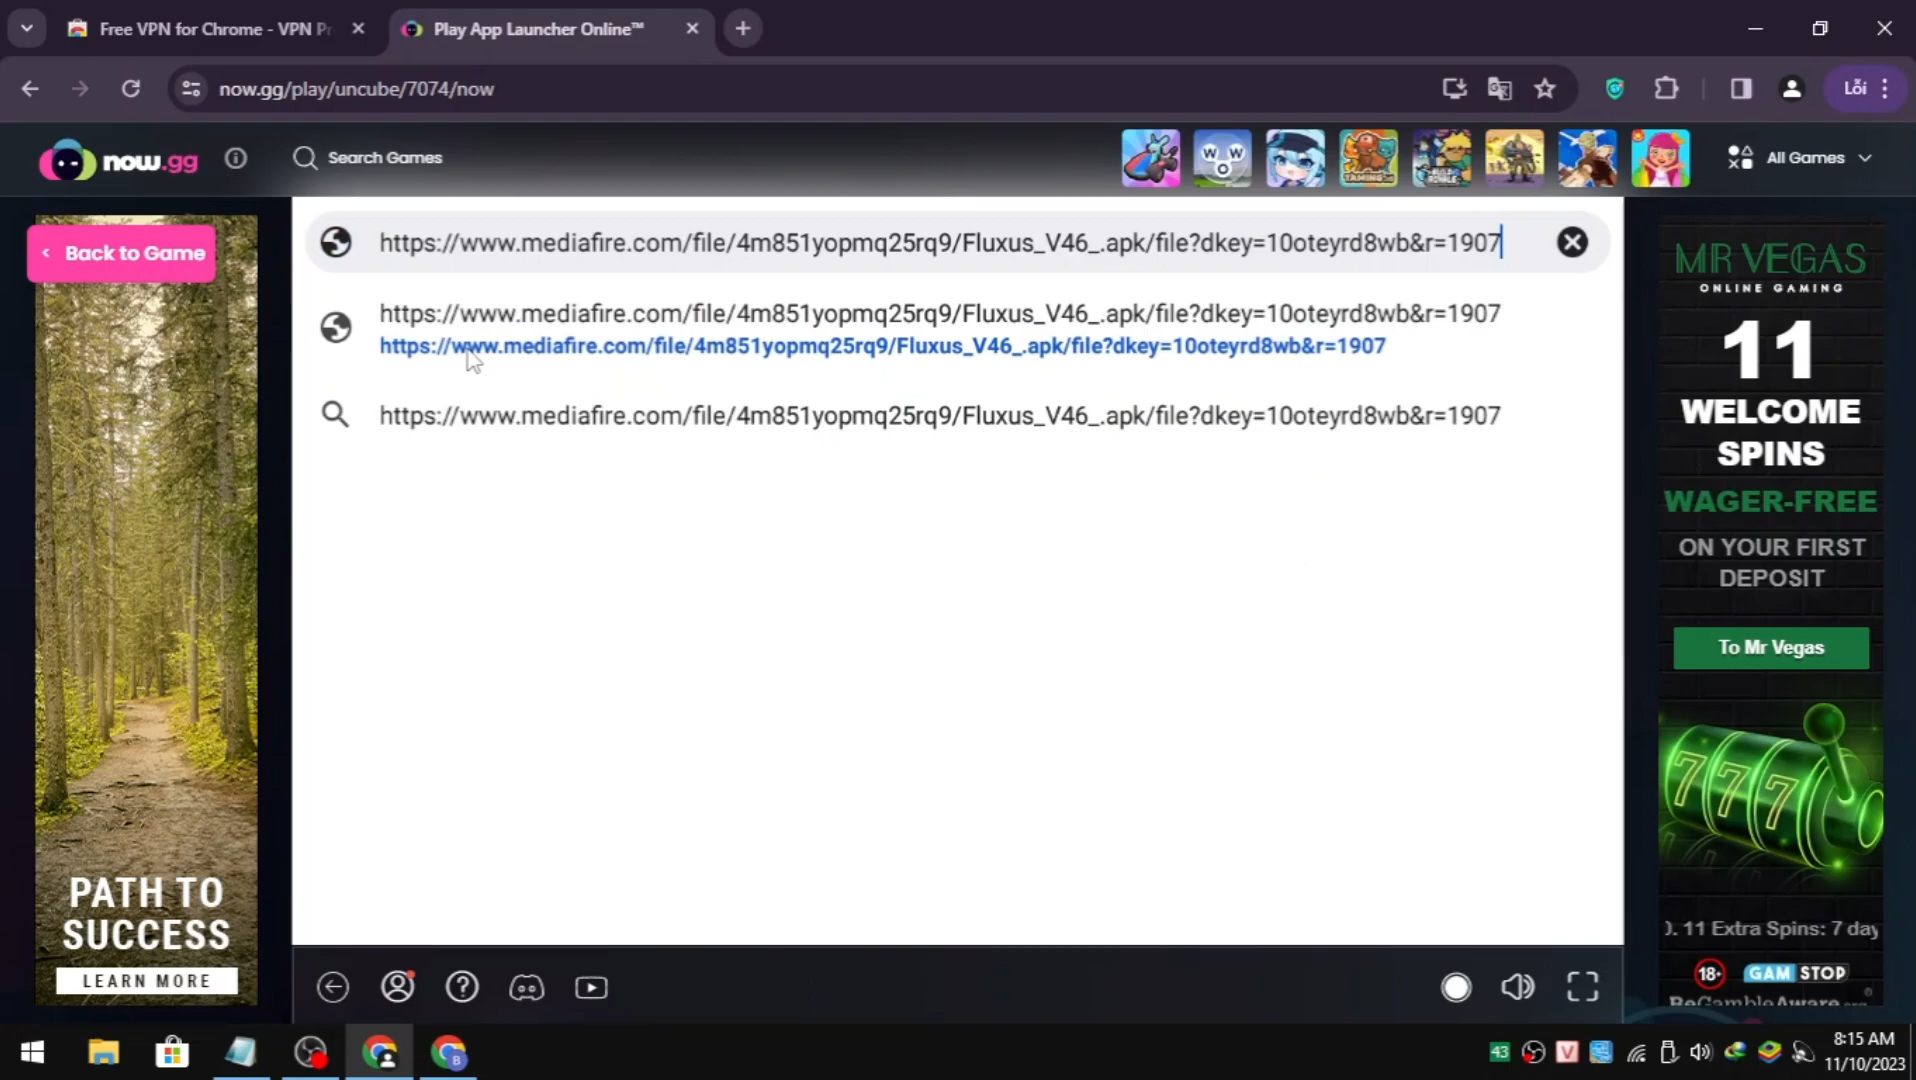 Free VPN for Chrome - VPN Pr
Play App Launcher Online™
now.gg/play/uncube/7074/now
Lỗi
now.gg
Search Games
W W
O
All Games
Back to Game
https://www.mediafire.com/file/4m851yopmq25rq9/Fluxus_V46_.apk/file?dkey=10oteyrd8wb&r=1907
https://www.mediafire.com/file/4m851yopmq25rq9/Fluxus_V46_.apk/file?dkey=10oteyrd8wb&r=1907
https://www.mediafire.com/file/4m851yopmq25rq9/Fluxus_V46_.apk/file?dkey=10oteyrd8wb&r=1907
https://www.mediafire.com/file/4m851yopmq25rq9/Fluxus_V46_.apk/file?dkey=10oteyrd8wb&r=1907
PATH TO
SUCCESS
LEARN MORE
MR VEGAS
ONLINE GAMING
11
WELCOME
SPINS
WAGER-FREE
ON YOUR FIRST
DEPOSIT
To Mr Vegas
777
). 11 Extra Spins: 7 day
18+ GAMSTOP
BeGambleAware.org
B
43
V
8:15 AM
11/10/2023